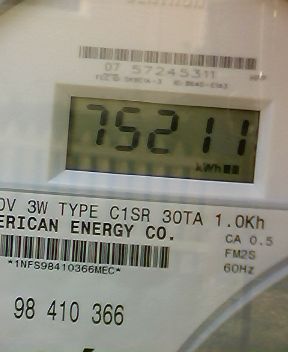 07 57245311
75211
kWh
0V 3W TYPE C1SR 30TA 1.0Kh
ERICAN ENERGY CO.
CA 0.5
FM2S
60Hz
*1NFS98410366MEC*
98 410 366